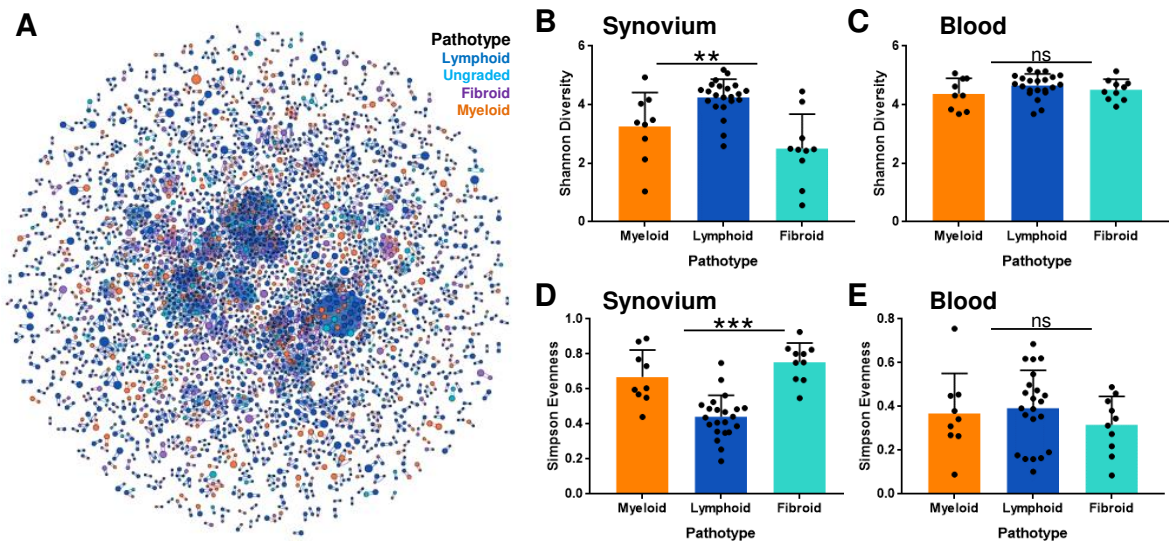 A
Pathotype
Lymphoid
Ungraded
Fibroid
Myeloid
B
Synovium
**
Shannon Diversity
6
4
2
0
Myeloid Lymphoid Fibroid
Pathotype
C
Blood
ns
Shannon Diversity
6
4
2
0
Myeloid Lymphoid Fibroid
Pathotype
D
Synovium
***
Simpson Evenness
1.0
0.8
0.6
0.4
0.2
0.0
Myeloid Lymphoid Fibroid
Pathotype
E
Blood
ns
Simpson Evenness
0.8
0.6
0.4
0.2
0.0
Myeloid Lymphoid Fibroid
Pathotype